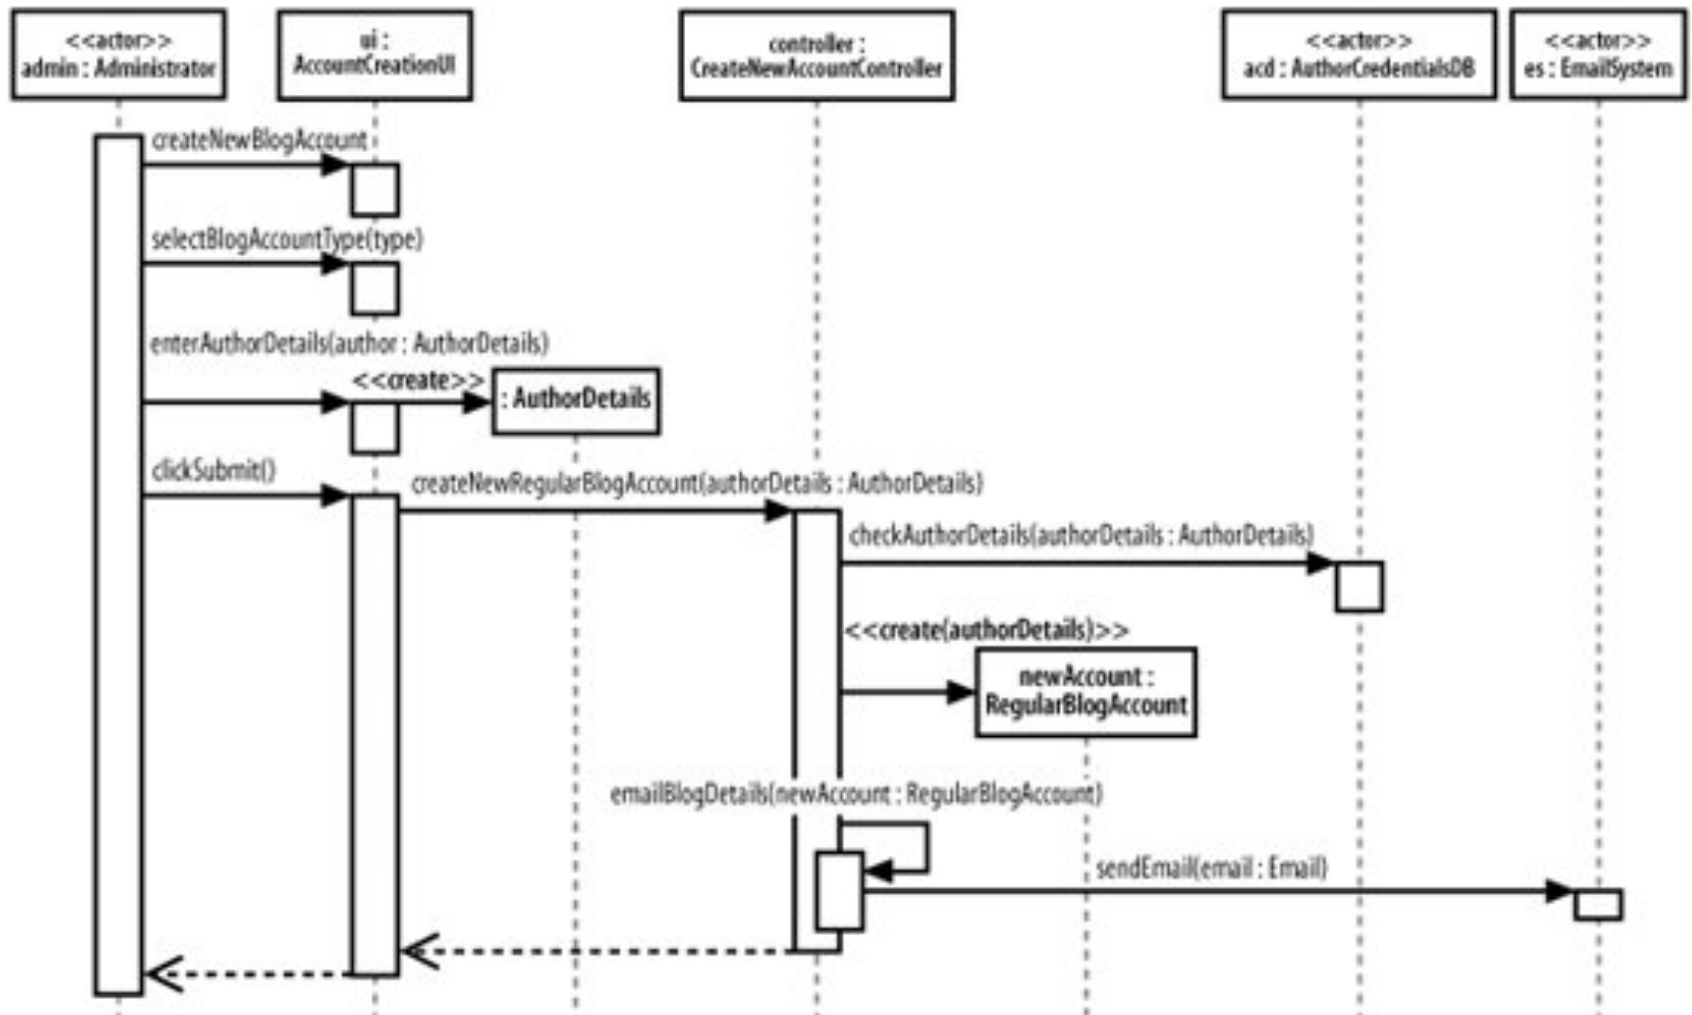 <<actor>>
admin : Administrator
ui :
AccountCreationUI
controller :
CreateNewAccountController
<<actor>>
acd : AuthorCredentialsDB
<<actor>>
es : EmailSystem
createNewBlogAccount
selectBlogAccountType(type)
enterAuthorDetails(author : AuthorDetails)
<<create>>
: AuthorDetails
clickSubmit()
createNewRegularBlogAccount(authorDetails : AuthorDetails)
checkAuthorDetails(authorDetails : AuthorDetails)
<<create(authorDetails)>>
newAccount :
RegularBlogAccount
emailBlogDetails(newAccount : RegularBlogAccount)
sendEmail(email : Email)